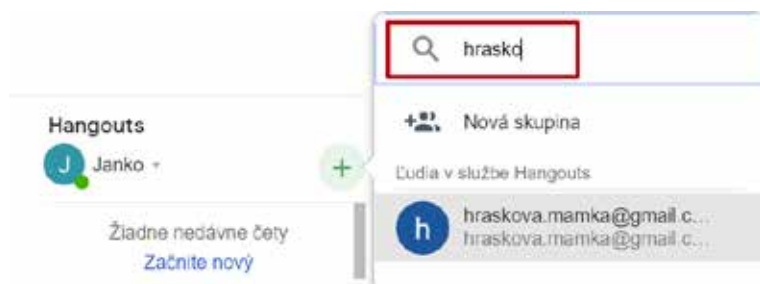 Hangouts
J Janko
Žiadne nedávne čety
Začnite nový
+
hrasko
Nová skupina
Ľudia v službe Hangouts
h
hraskova.mamka@gmail.c...
hraskova.mamka@gmail.c...